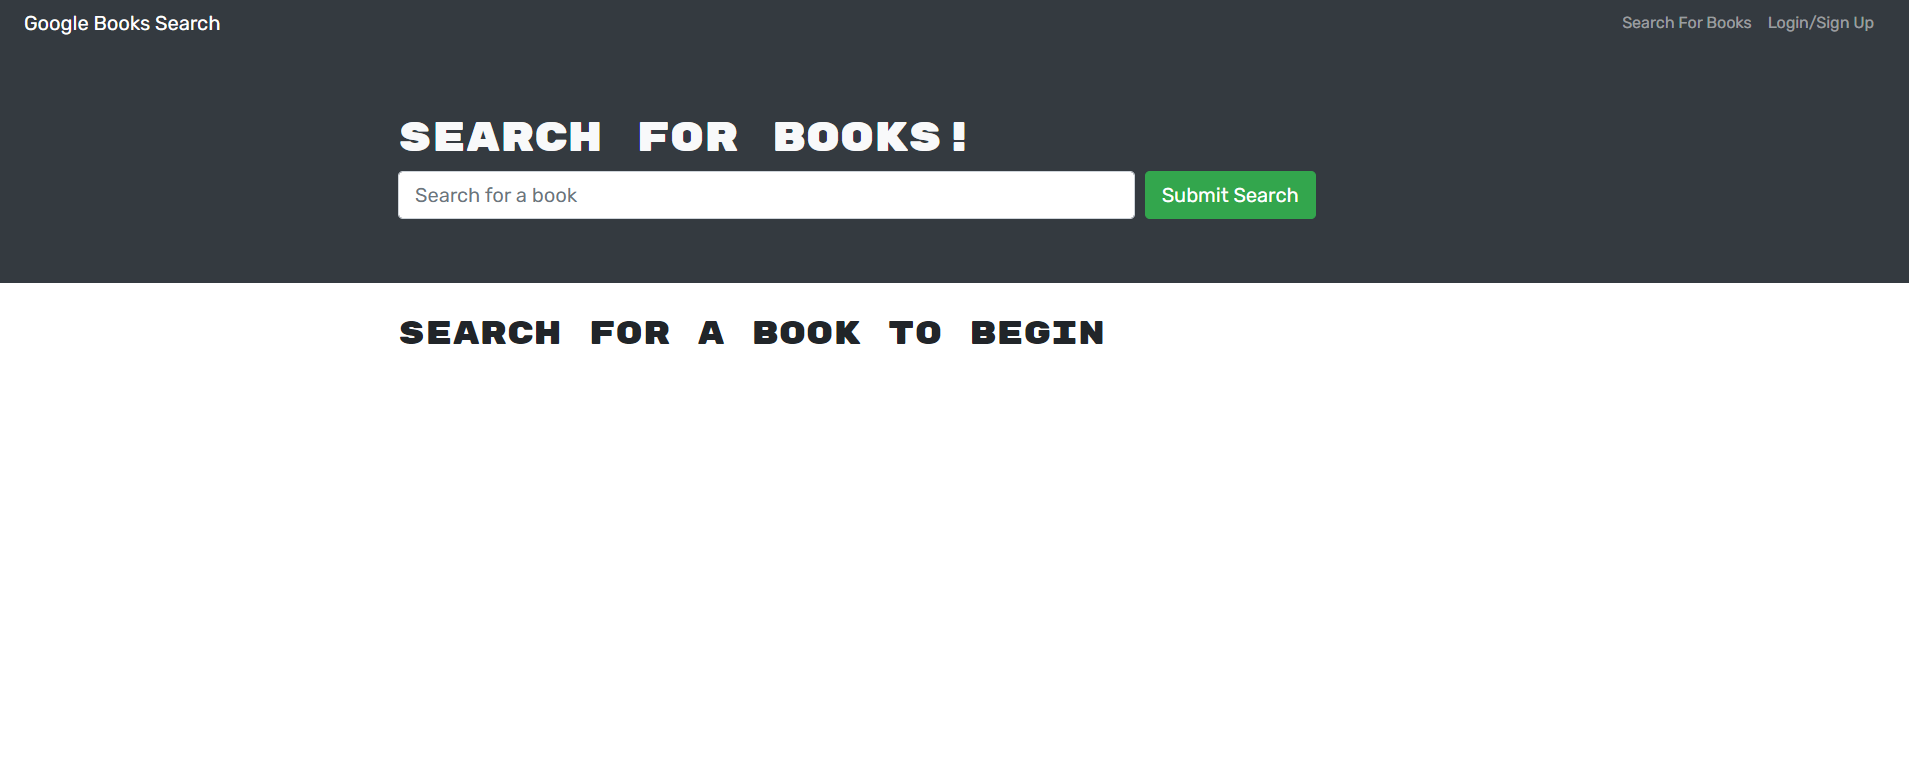 Google Books Search
Search For Books
Login/Sign Up
SEARCH FOR BOOKS!
Search for a book
Submit Search
SEARCH FOR A BOOK TO BEGIN